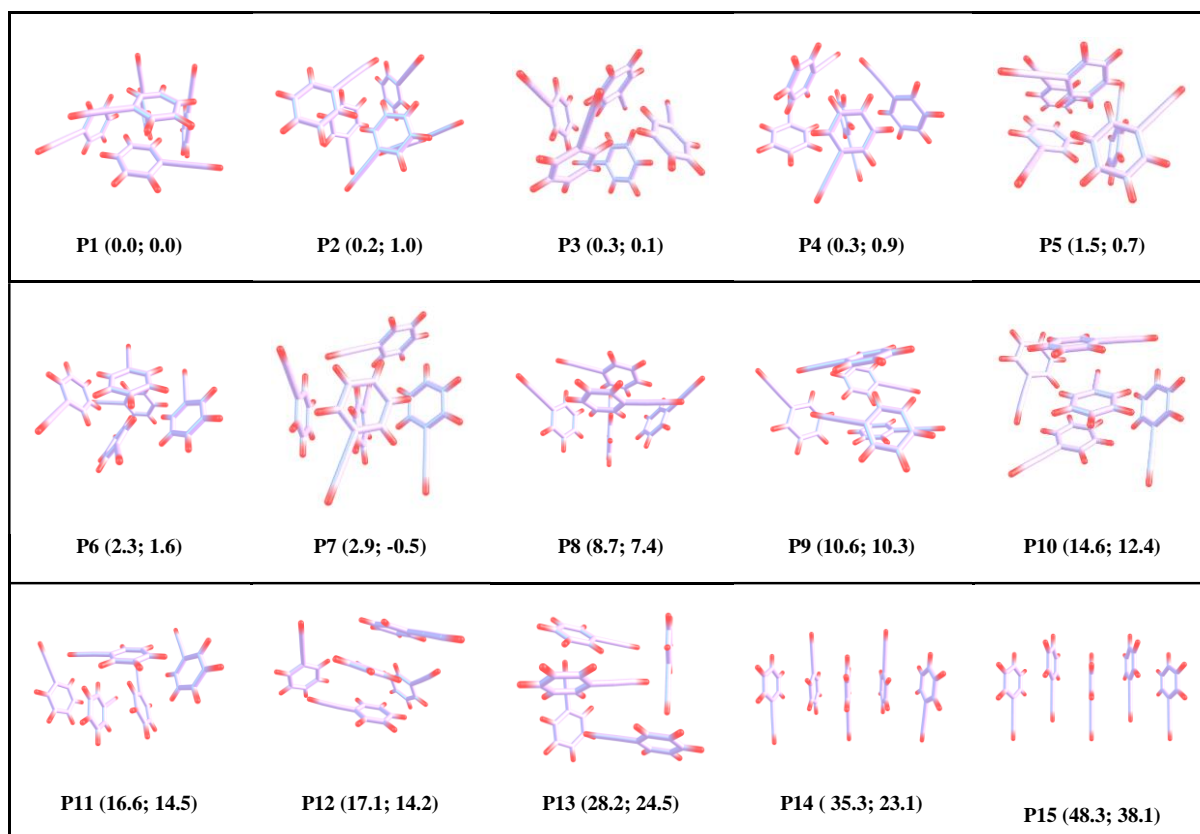 P1 (0.0; 0.0)
P2 (0.2; 1.0)
P3 (0.3; 0.1)
P4 (0.3; 0.9)
P5 (1.5; 0.7)
P6 (2.3; 1.6)
P7 (2.9; -0.5)
P8 (8.7; 7.4)
P9 (10.6; 10.3)
P10 (14.6; 12.4)
P11 (16.6; 14.5)
P12 (17.1; 14.2)
P13 (28.2; 24.5)
P14 ( 35.3; 23.1)
P15 (48.3; 38.1)